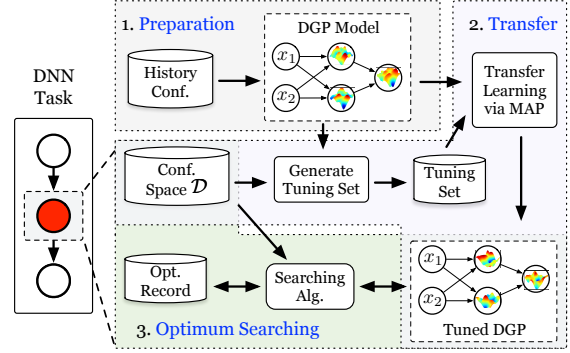 1. Preparation
DGP Model
2. Transfer
DNN
Task
History
Conf.
x₁
x₂
Transfer
Learning
via MAP
Conf.
Space 𝒟
Generate
Tuning Set
Tuning
Set
Opt.
Record
Searching
Alg.
x₁
x₂
Tuned DGP
3. Optimum Searching